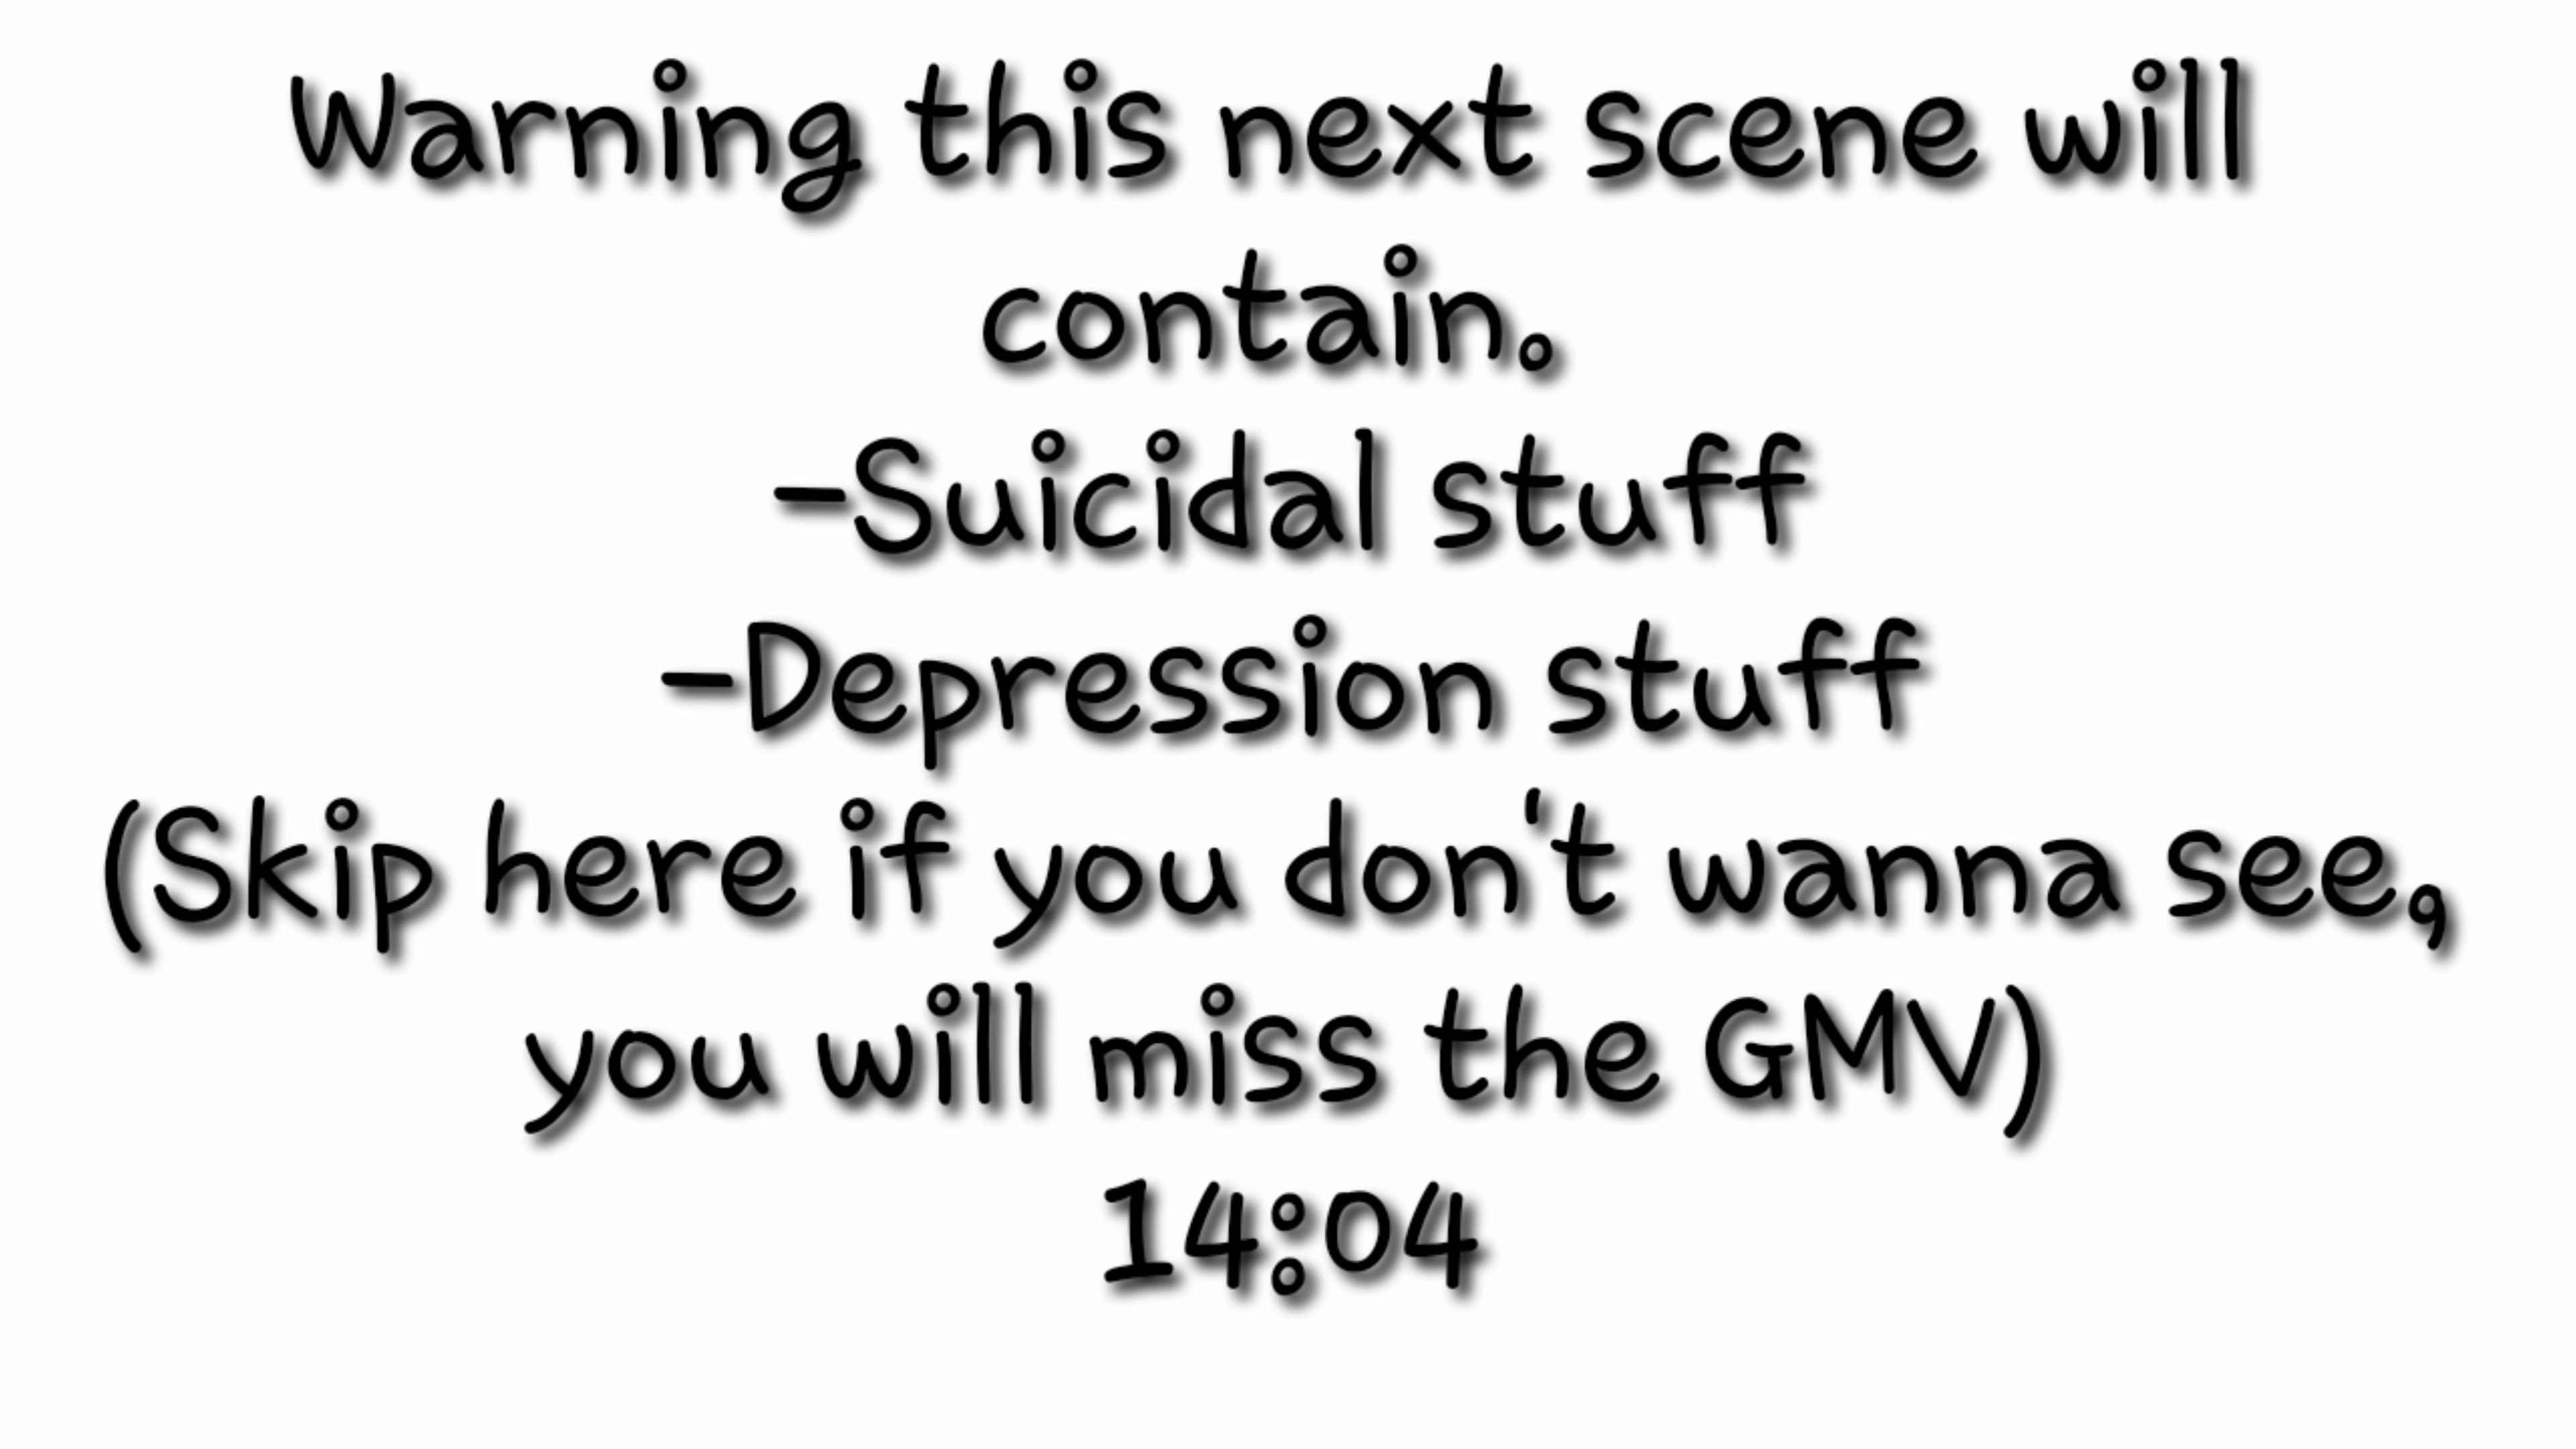 Warning this next scene will
contain.
-Suicidal stuff
-Depression stuff
(Skip here if you don't wanna see,
you will miss the GMV)
14:04